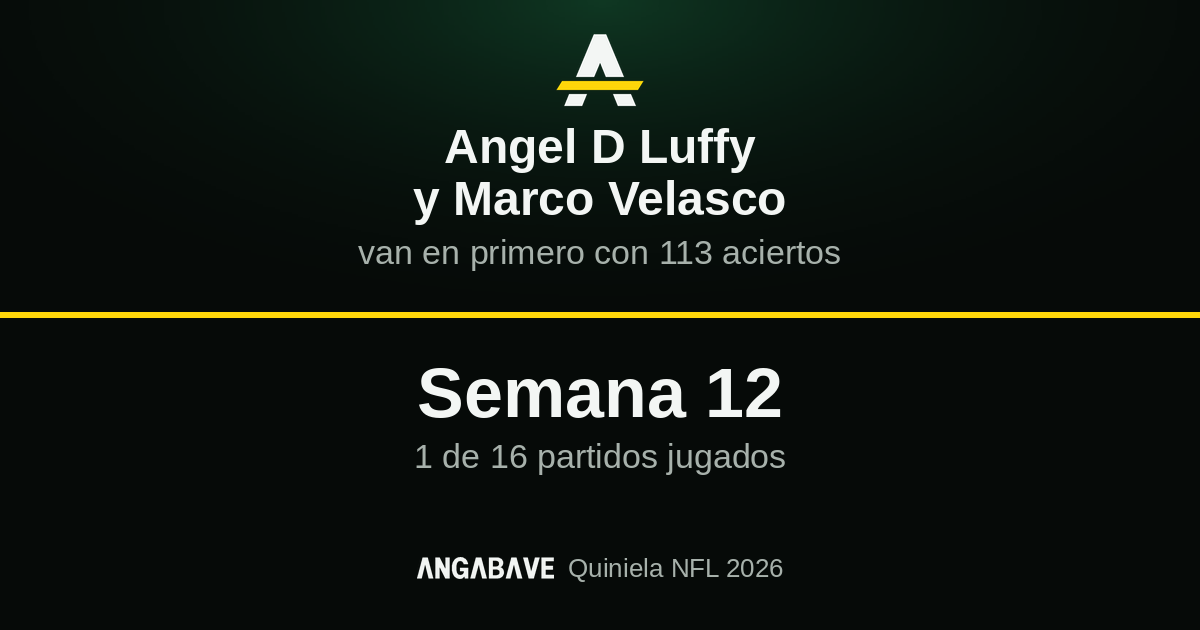 Angel D Luffy
y Marco Velasco
van en primero con 113 aciertos
Semana 12
1 de 16 partidos jugados
ANGABAVE Quiniela NFL 2026